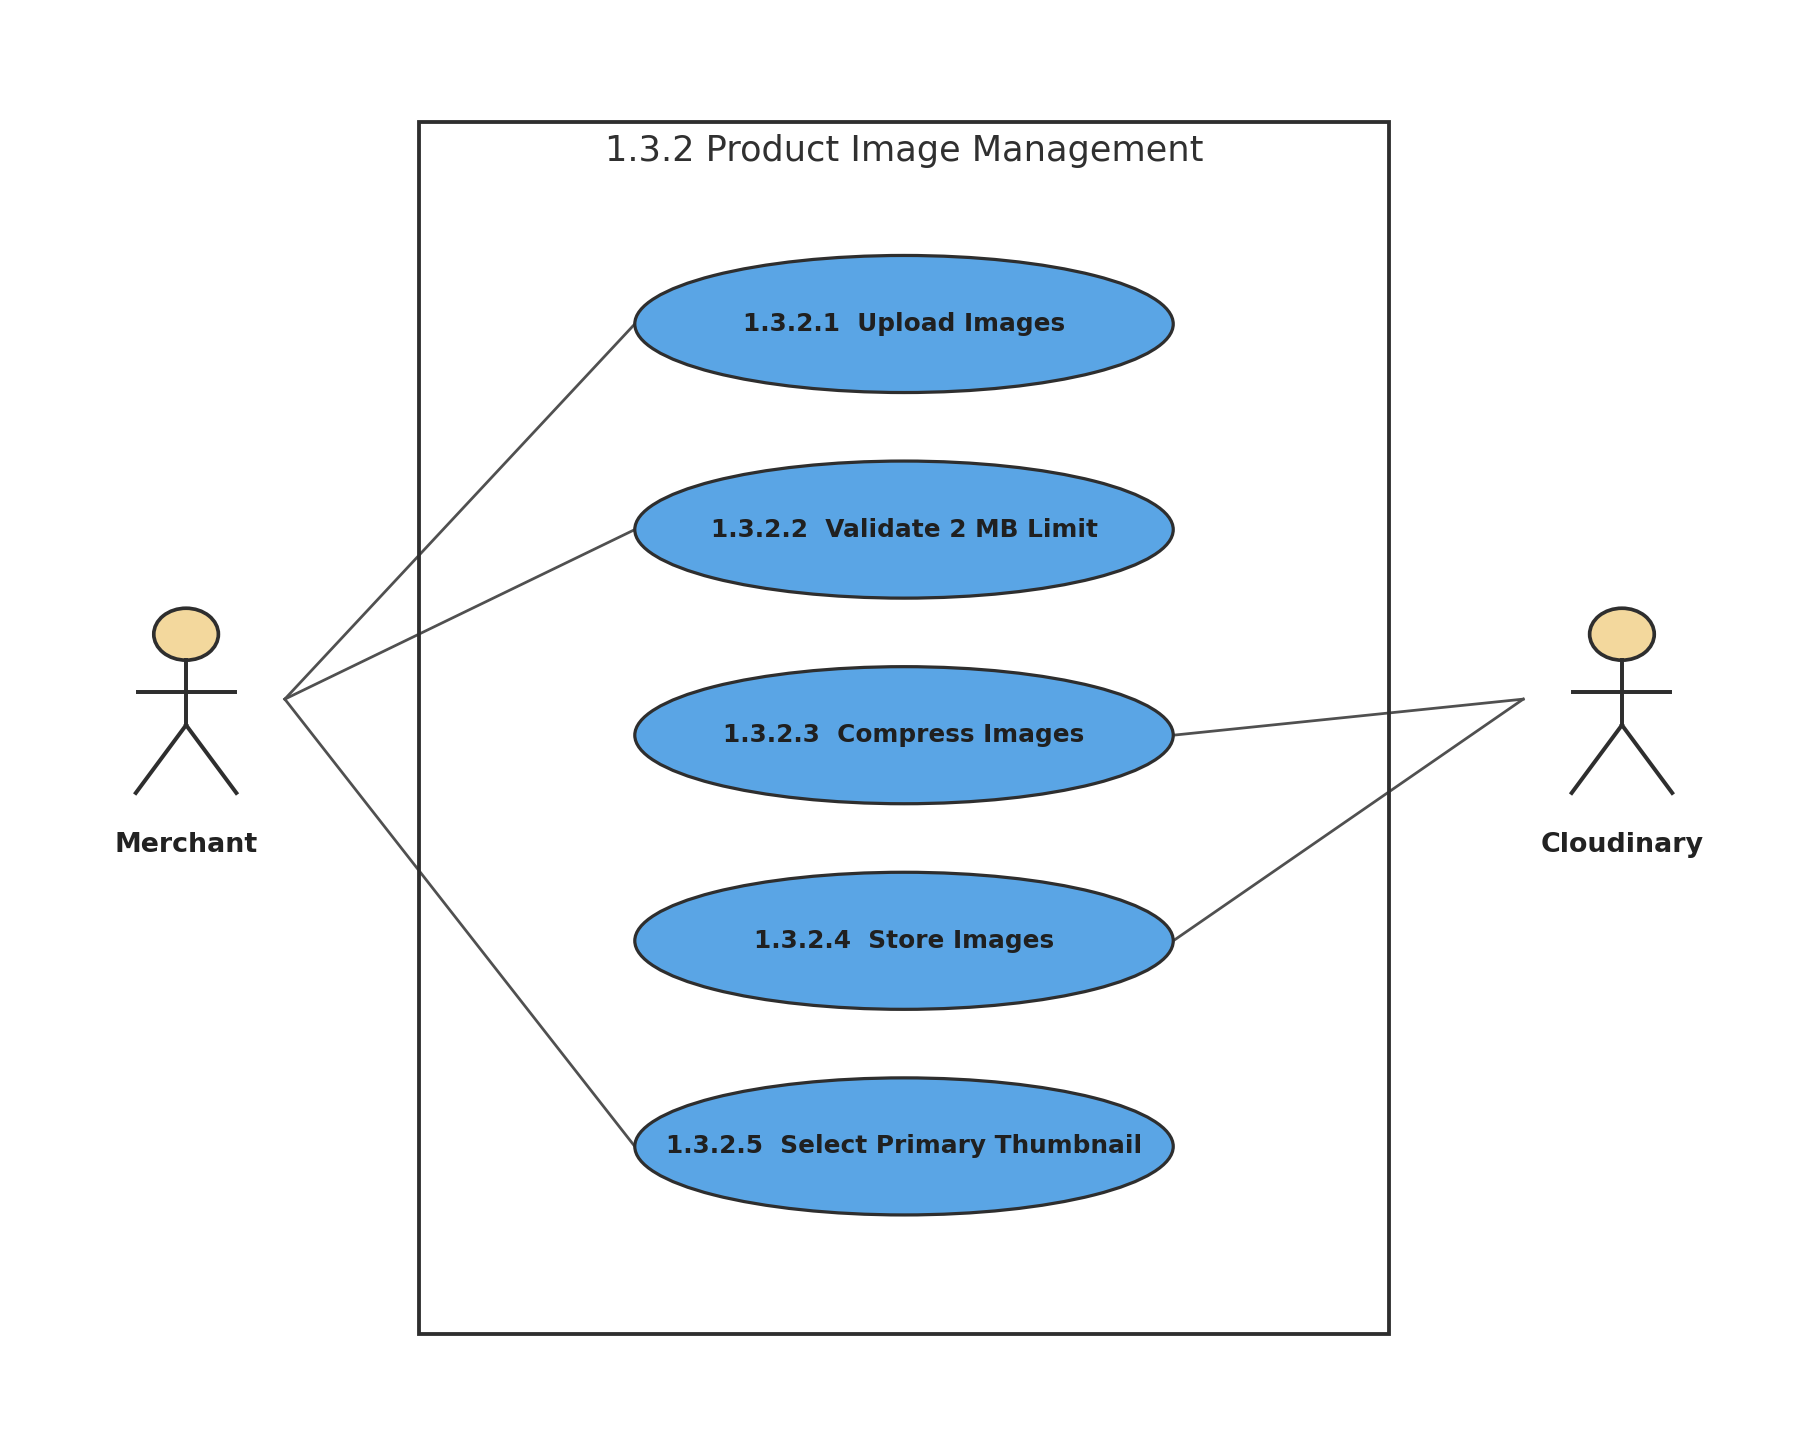 1.3.2 Product Image Management
1.3.2.1  Upload Images
1.3.2.2  Validate 2 MB Limit
1.3.2.3  Compress Images
Merchant
Cloudinary
1.3.2.4  Store Images
1.3.2.5  Select Primary Thumbnail